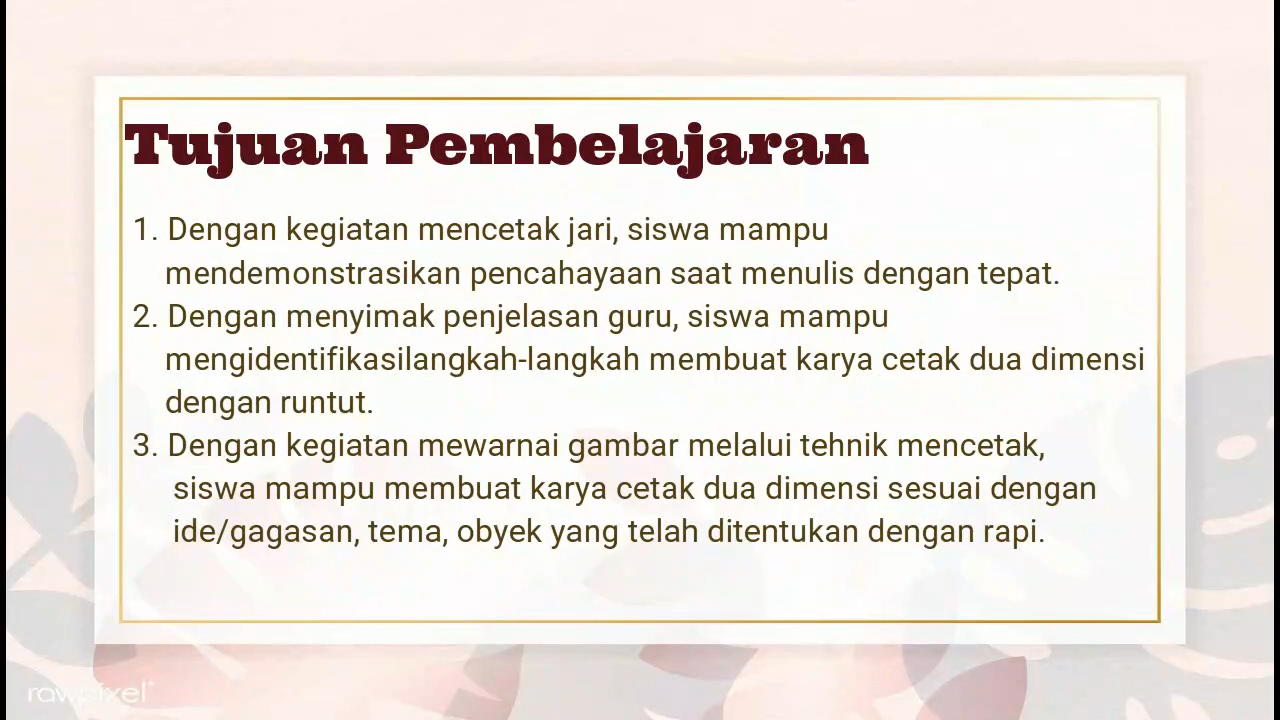 Tujuan Pembelajaran
1. Dengan kegiatan mencetak jari, siswa mampu
mendemonstrasikan pencahayaan saat menulis dengan tepat.
2. Dengan menyimak penjelasan guru, siswa mampu
mengidentifikasilangkah-langkah membuat karya cetak dua dimensi
dengan runtut.
3. Dengan kegiatan mewarnai gambar melalui tehnik mencetak,
siswa mampu membuat karya cetak dua dimensi sesuai dengan
ide/gagasan, tema, obyek yang telah ditentukan dengan rapi.
rawpixel